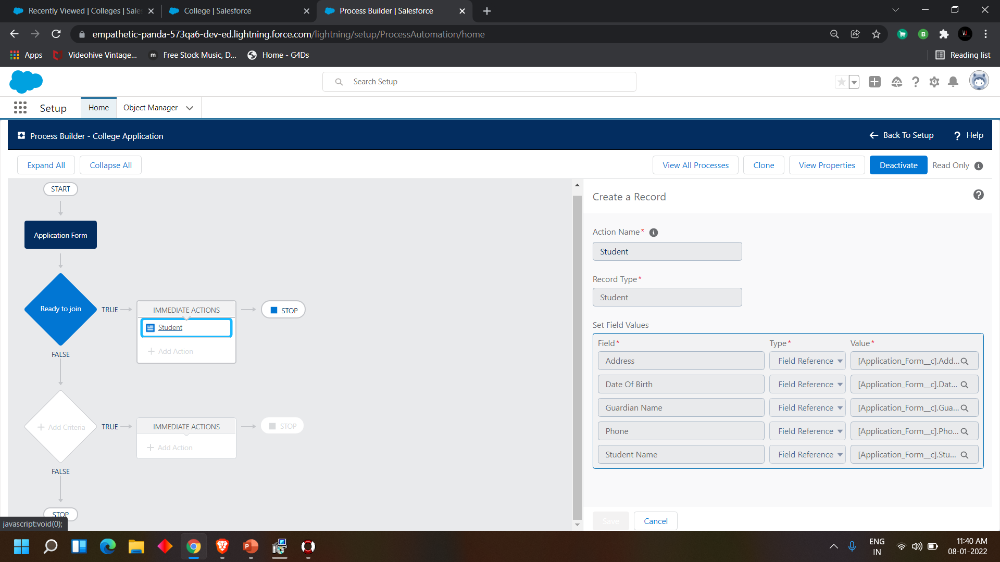 Recently Viewed | Colleges | Sales
College | Salesforce
Process Builder | Salesforce
empathetic-panda-573qa6-dev-ed.lightning.force.com/lightning/setup/ProcessAutomation/home
Apps
Videohive Vintage...
m
Free Stock Music, D...
Home - G4Ds
B
Reading list
Search Setup
Setup
Home
Object Manager
Process Builder - College Application
Back To Setup
? Help
Expand All
Collapse All
View All Processes
Clone
View Properties
Deactivate
Read Only
START
Application Form
Ready to join
TRUE
IMMEDIATE ACTIONS
Student
+ Add Action
STOP
FALSE
+ Add Criteria
TRUE
IMMEDIATE ACTIONS
+ Add Action
STOP
FALSE
STOP
javascript:void(0);
Create a Record
Action Name*
Student
Record Type*
Student
Set Field Values
Field* Type* Value*
Address Field Reference [Application_Form__c].Add...
Date Of Birth Field Reference [Application_Form__c].Dat...
Guardian Name Field Reference [Application_Form__c].Gua...
Phone Field Reference [Application_Form__c].Pho...
Student Name Field Reference [Application_Form__c].Stu...
Save
Cancel
ENG
IN
11:40 AM
08-01-2022